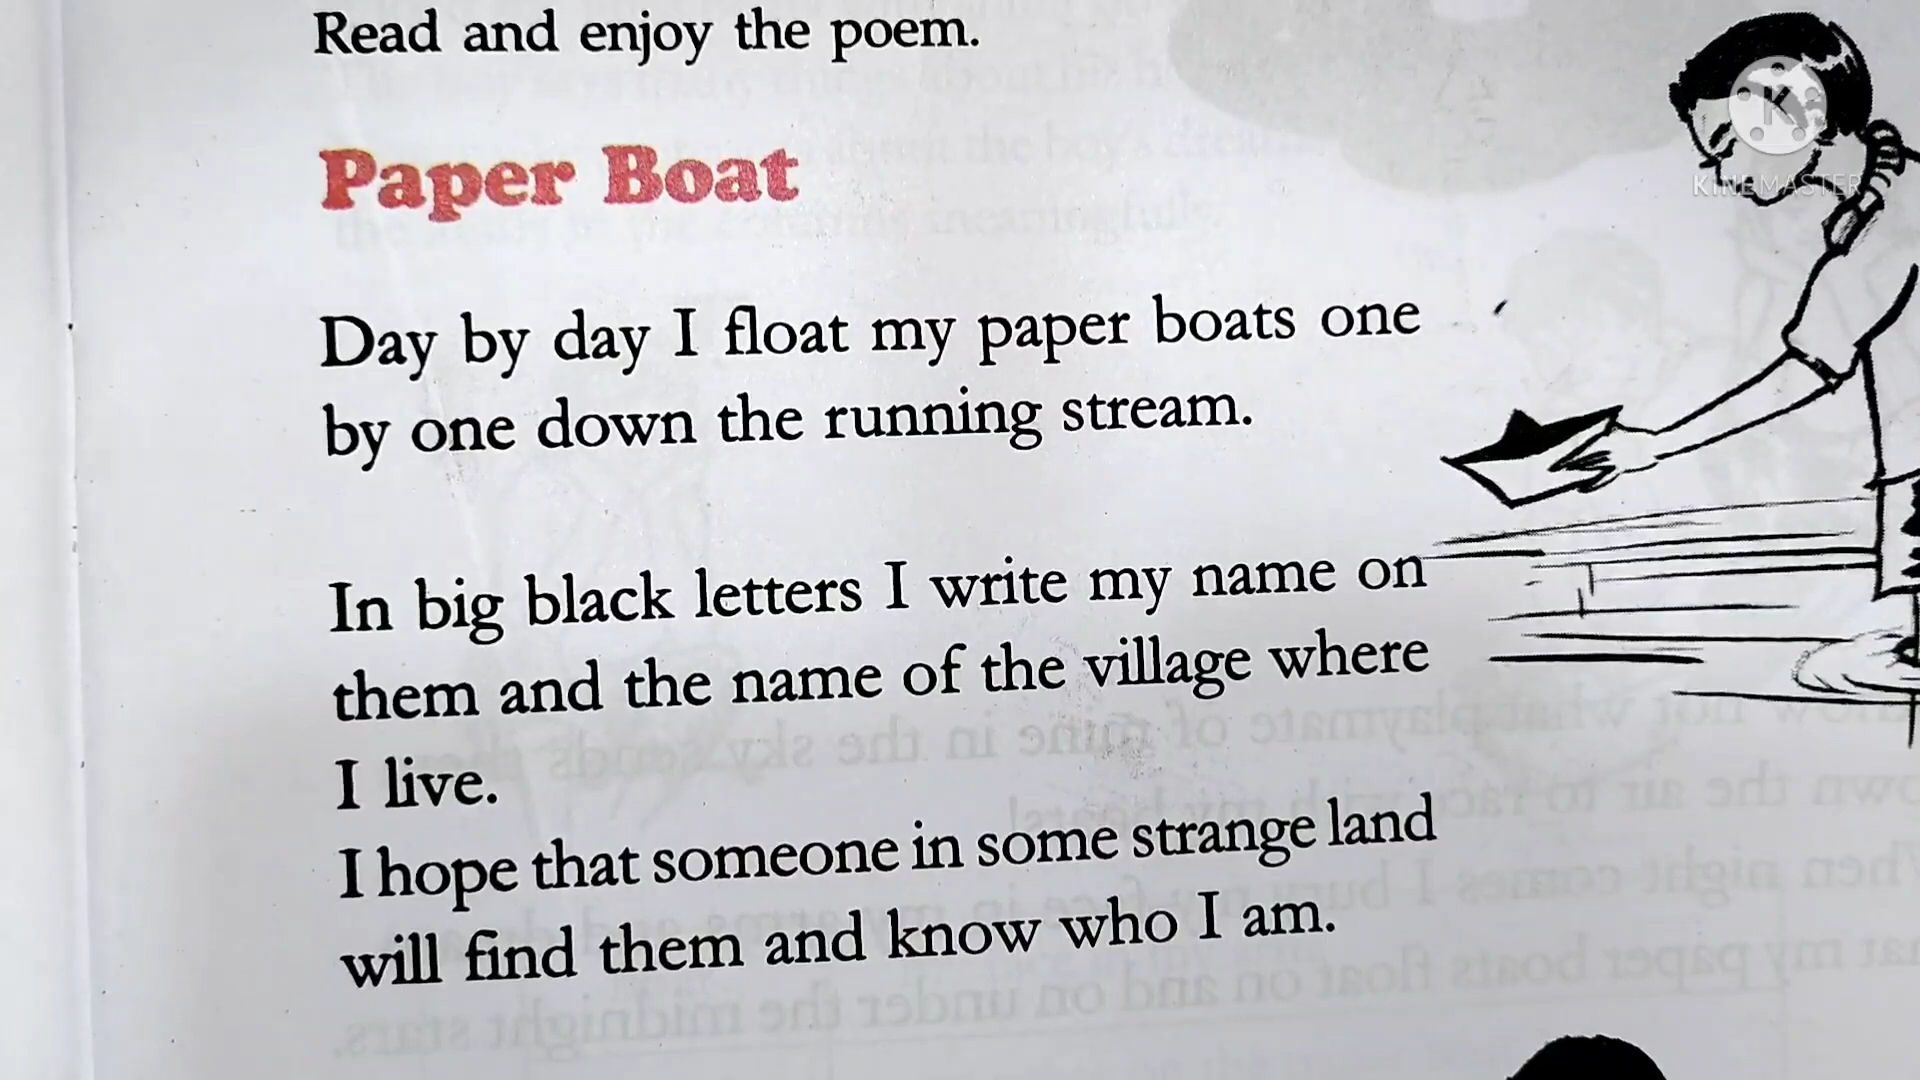 Read and enjoy the poem.
Paper Boat
Day by day I float my paper boats one
by one down the running stream.
In big black letters I write my name on
them and the name of the village where
I live.
I hope that someone in some strange land
will find them and know who I am.
K
KINEMASTER